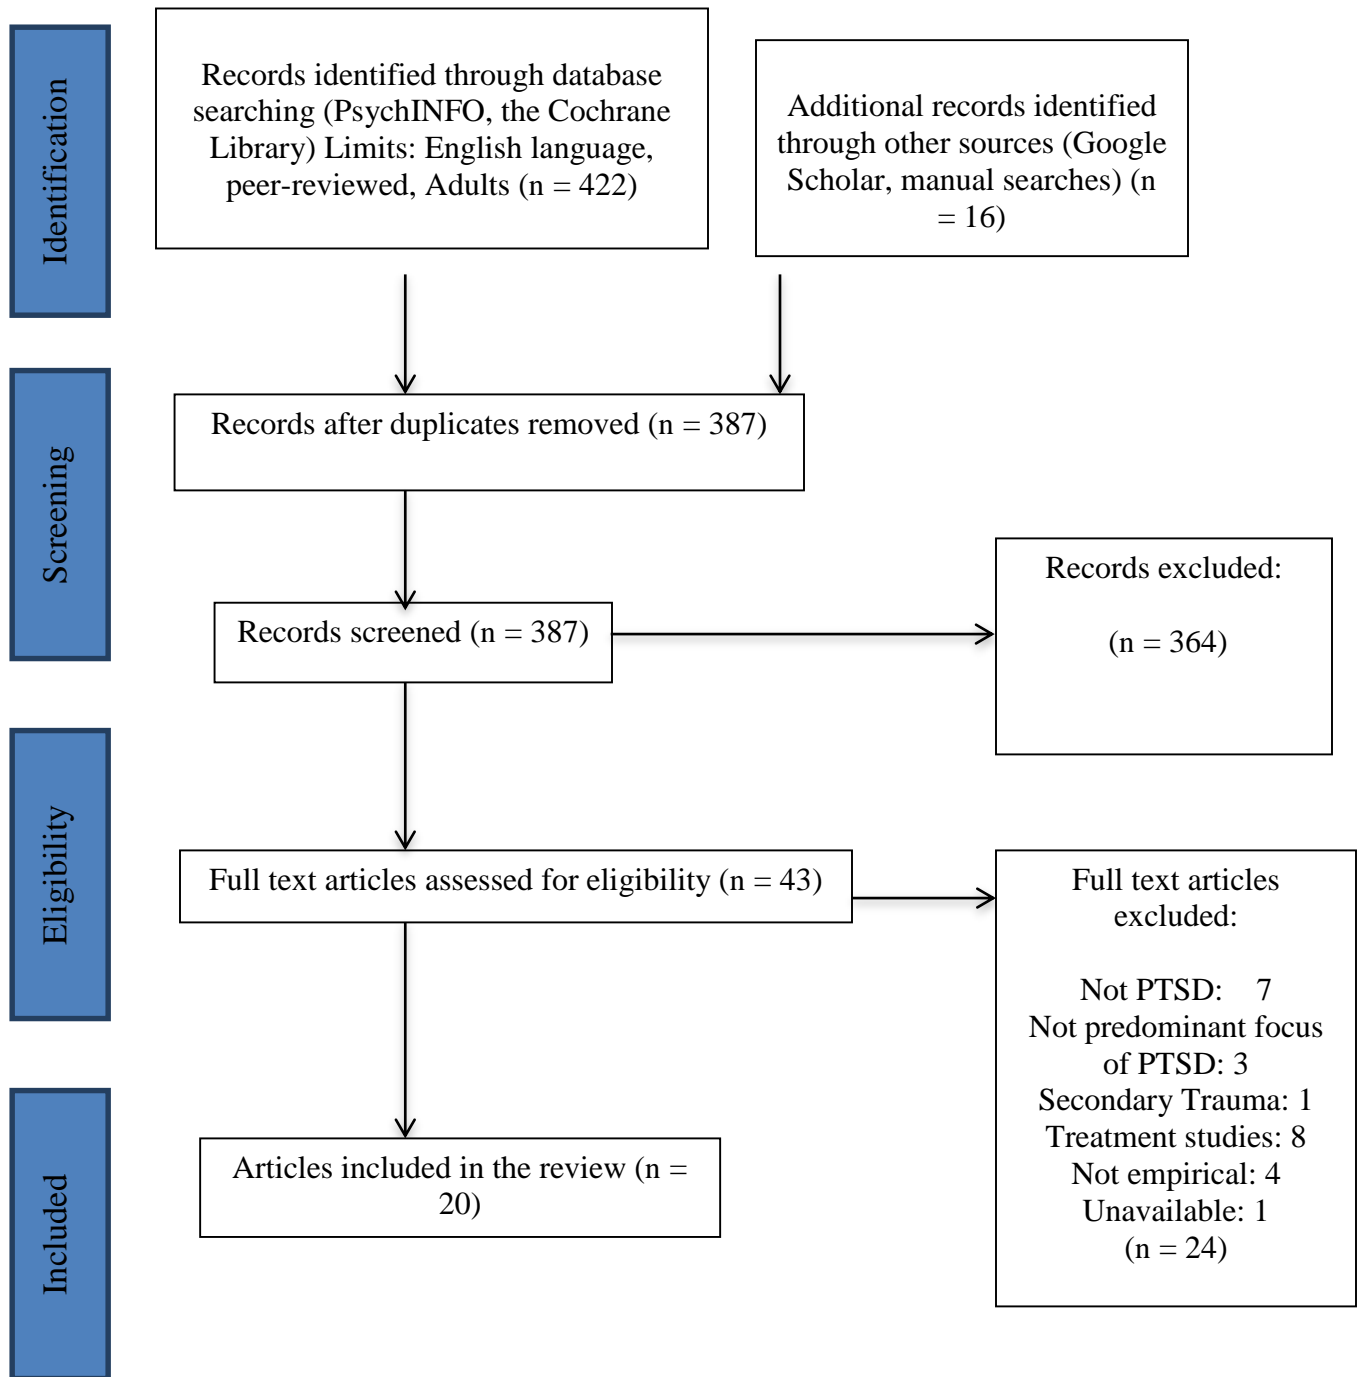 Identification
Records identified through database
searching (PsychINFO, the Cochrane
Library) Limits: English language,
peer-reviewed, Adults (n = 422)
Additional records identified
through other sources (Google
Scholar, manual searches) (n
= 16)
Screening
Records after duplicates removed (n = 387)
Records screened (n = 387)
Records excluded:
(n = 364)
Eligibility
Full text articles assessed for eligibility (n = 43)
Full text articles
excluded:
Not PTSD: 7
Not predominant focus
of PTSD: 3
Secondary Trauma: 1
Treatment studies: 8
Not empirical: 4
Unavailable: 1
(n = 24)
Included
Articles included in the review (n =
20)